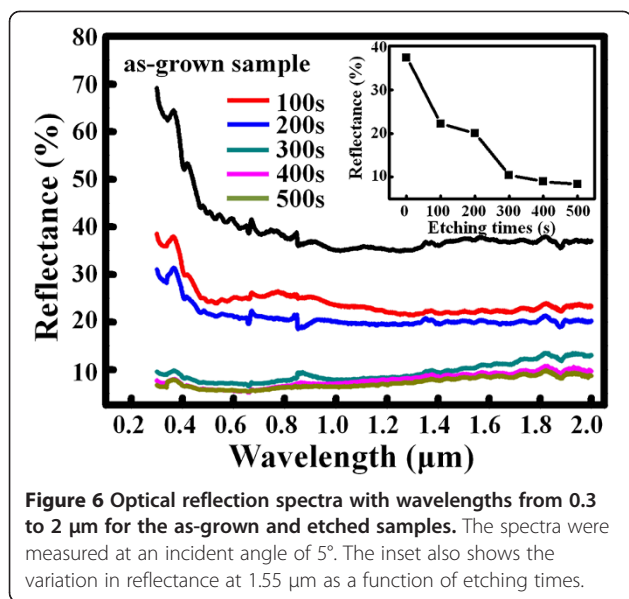 80
70
60
50
40
30
20
10
Reflectance (%)
as-grown sample
100s
200s
300s
400s
500s
40
30
20
10
Reflectance (%)
0 100 200 300 400 500
Etching times (s)
0.2 0.4 0.6 0.8 1.0 1.2 1.4 1.6 1.8 2.0
Wavelength (μm)
Figure 6 Optical reflection spectra with wavelengths from 0.3
to 2 μm for the as-grown and etched samples. The spectra were
measured at an incident angle of 5°. The inset also shows the
variation in reflectance at 1.55 μm as a function of etching times.